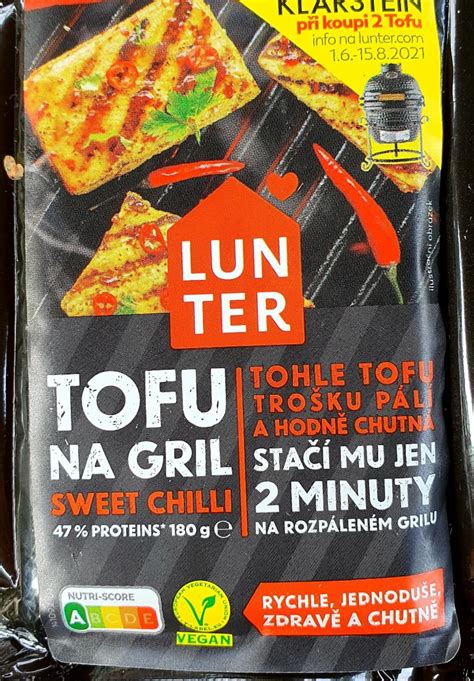 KLARSTEIN
při koupi 2 Tofu
info na lunter.com
1.6.-15.8.2021
ilustrační obrázek
LUN
TER
TOFU
NA GRIL
SWEET CHILLI
47 % PROTEINS* 180 g ℮
TOHLE TOFU
TROŠKU PÁLÍ
A HODNĚ CHUTNÁ
STAČÍ MU JEN
2 MINUTY
NA ROZPÁLENÉM GRILU
NUTRI-SCORE
A B C D E
VEGAN
RYCHLE, JEDNODUŠE,
ZDRAVĚ A CHUTNĚ